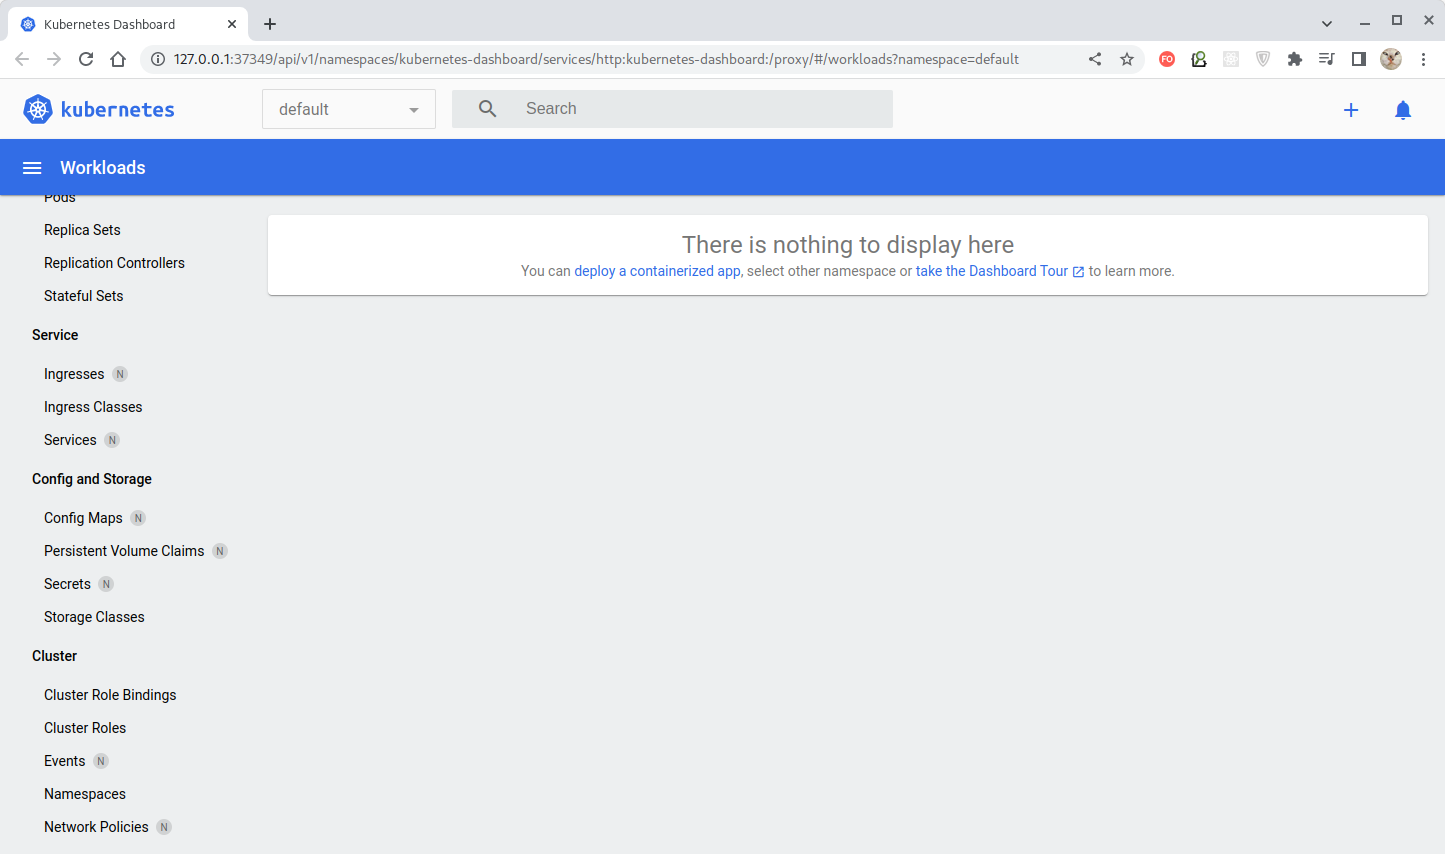 Kubernetes Dashboard
127.0.0.1:37349/api/v1/namespaces/kubernetes-dashboard/services/http:kubernetes-dashboard:/proxy/#/workloads?namespace=default
FO
kubernetes
default
Search
Workloads
Pods
Replica Sets
Replication Controllers
Stateful Sets
Service
Ingresses N
Ingress Classes
Services N
Config and Storage
Config Maps N
Persistent Volume Claims N
Secrets N
Storage Classes
Cluster
Cluster Role Bindings
Cluster Roles
Events N
Namespaces
Network Policies N
There is nothing to display here
You can deploy a containerized app, select other namespace or take the Dashboard Tour to learn more.